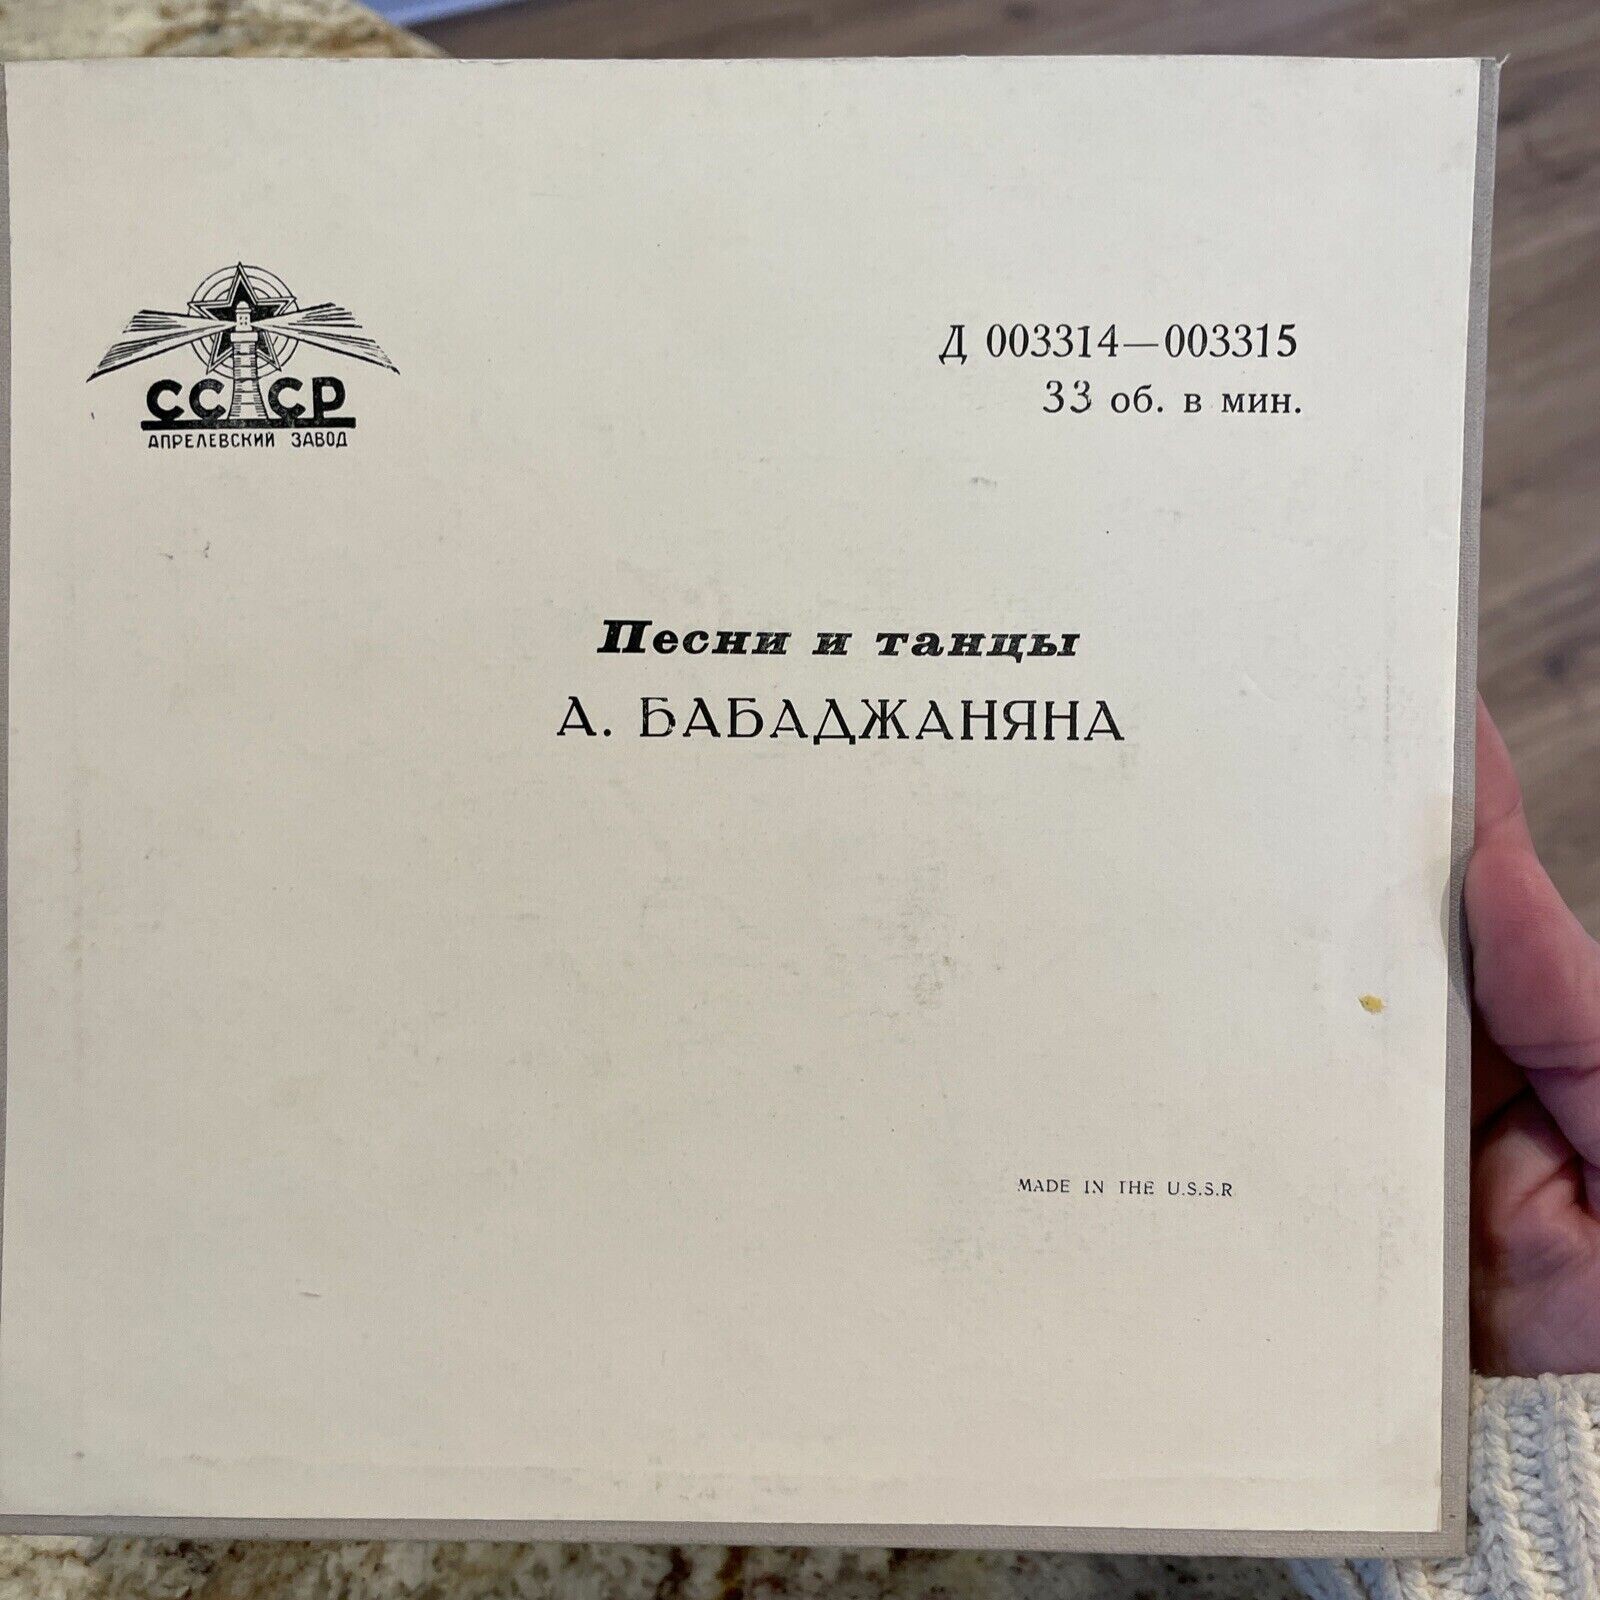 СССР
АПРЕЛЕВСКИЙ ЗАВОД
Д 003314—003315
33 об. в мин.
Песни и танцы
А. БАБАДЖАНЯНА
MADE IN THE U.S.S.R